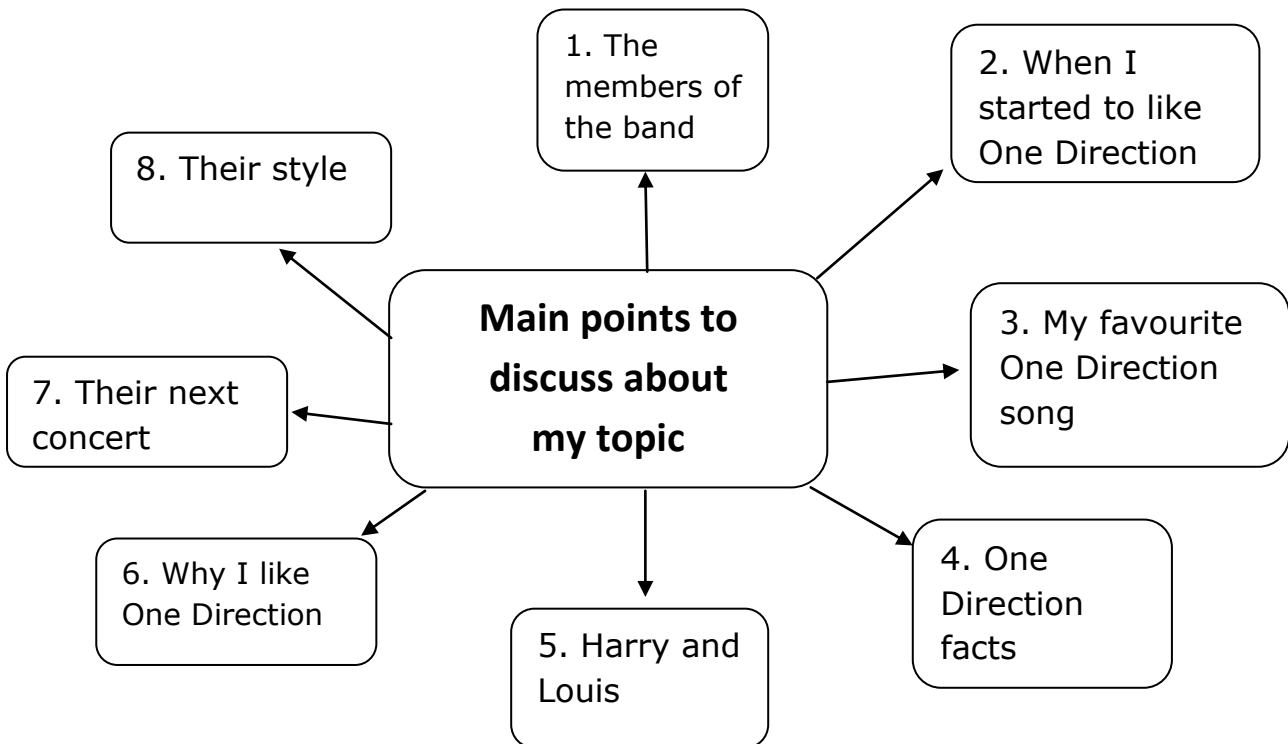 Main points to
discuss about
my topic
1. The
members of
the band
2. When I
started to like
One Direction
3. My favourite
One Direction
song
4. One
Direction
facts
5. Harry and
Louis
6. Why I like
One Direction
7. Their next
concert
8. Their style